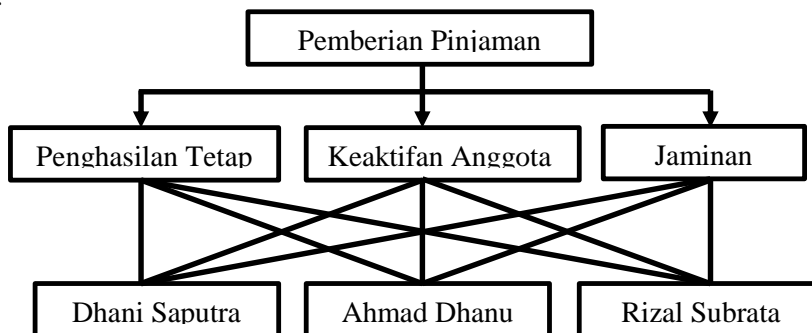 Pemberian Pinjaman
Penghasilan Tetap Keaktifan Anggota Jaminan
Dhani Saputra Ahmad Dhanu Rizal Subrata